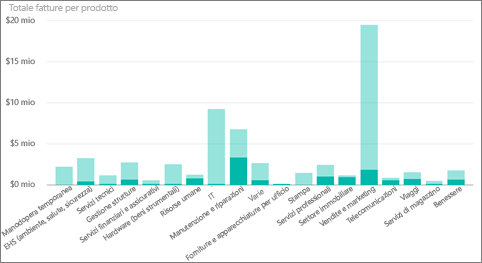 Totale fatture per prodotto
$20 mio
$15 mio
$10 mio
$5 mio
$0 mio
Manodopera temporanea
EHS (ambiente, salute, sicurezza)
Servizi tecnici
Gestione strutture
Servizi finanziari e assicurativi
Hardware (beni strumentali)
Risorse umane
IT
Manutenzione e riparazioni
Varie
Forniture e apparecchiature per ufficio
Stampa
Servizi professionali
Settore immobiliare
Vendite e marketing
Telecomunicazioni
Viaggi
Servizi di magazzino
Benessere